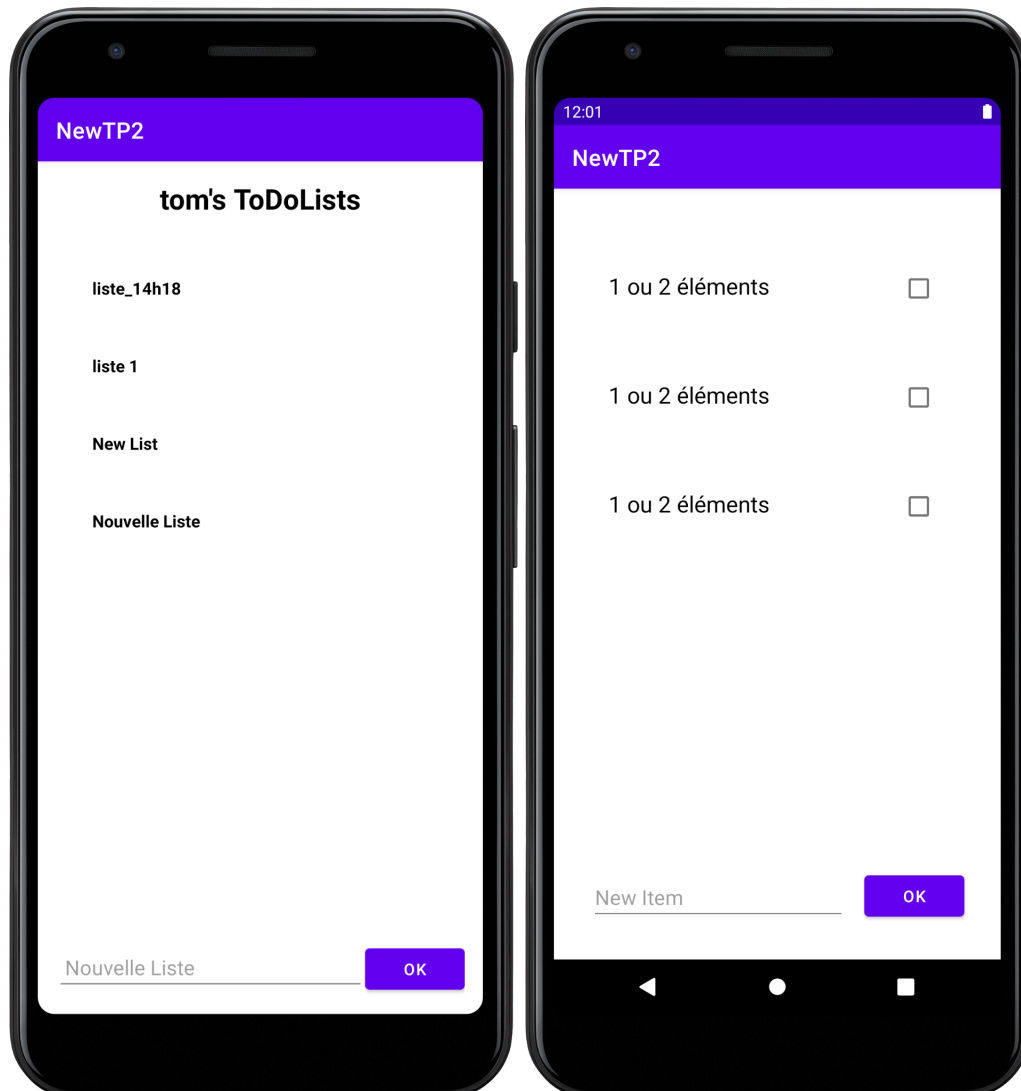 NewTP2
tom's ToDoLists
liste_14h18
liste 1
New List
Nouvelle Liste
Nouvelle Liste
OK
12:01
NewTP2
1 ou 2 éléments
1 ou 2 éléments
1 ou 2 éléments
New Item
OK